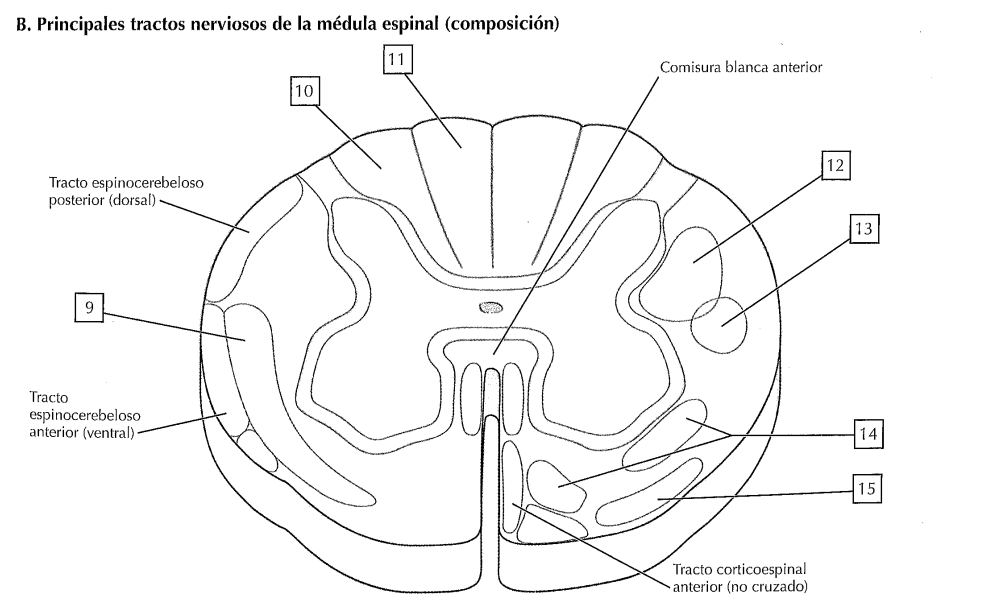 B. Principales tractos nerviosos de la médula espinal (composición)
11
Comisura blanca anterior
10
12
Tracto espinocerebeloso
posterior (dorsal)
13
9
Tracto
espinocerebeloso
anterior (ventral)
14
15
Tracto corticoespinal
anterior (no cruzado)